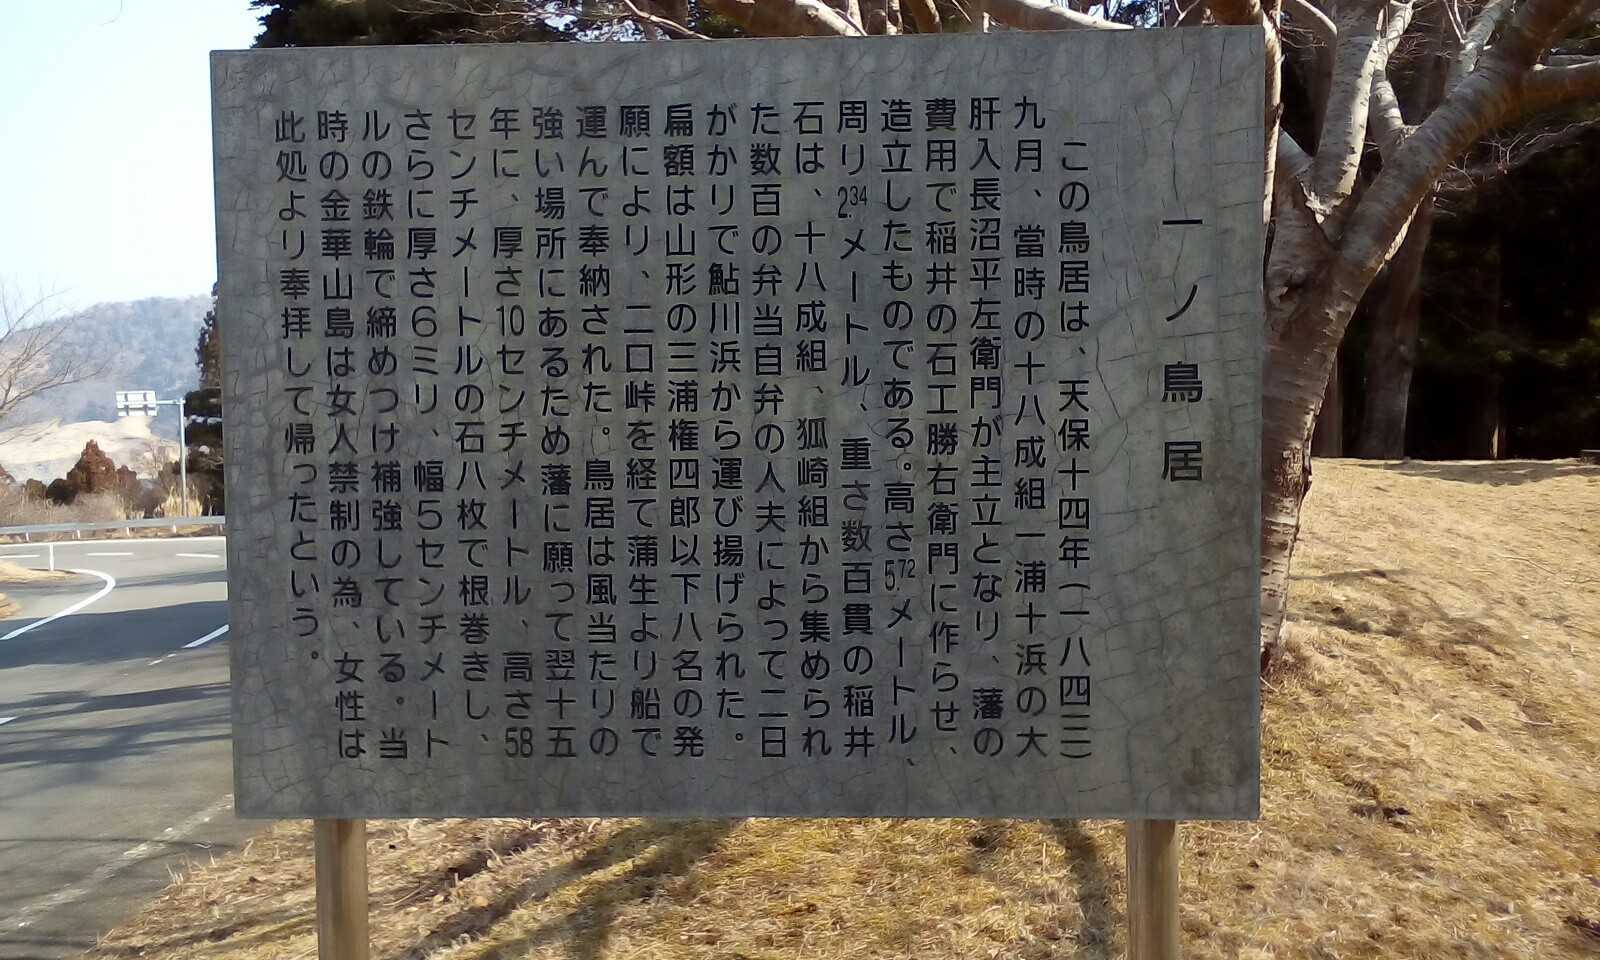 一ノ鳥居
この鳥居は、天保十四年(一八四三)
九月、當時の十八成組一浦十浜の大
肝入長沼平左衛門が主立となり、藩の
費用で稲井の石工勝右衛門に作らせ、
造立したものである。高さ5.72メートル、
周り2.34メートル、重さ数百貫の稲井
石は、十八成組、狐崎組から集められ
た数百の弁当自弁の人夫によって二日
がかりで鮎川浜から運び揚げられた。
扁額は山形の三浦権四郎以下八名の発
願により、二口峠を経て蒲生より船で
運んで奉納された。鳥居は風当たりの
強い場所にあるため藩に願って翌十五
年に、厚さ10センチメートル、高さ58
センチメートルの石八枚で根巻きし、
さらに厚さ6ミリ、幅5センチメート
ルの鉄輪で締めつけ補強している。当
時の金華山島は女人禁制の為、女性は
此処より奉拝して帰ったという。